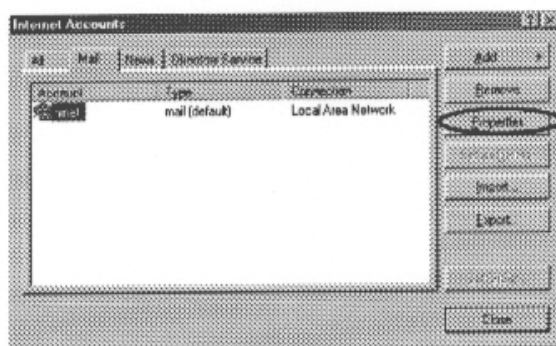 Internet Accounts
All Mail News Directory Service
Add
Account Type Connection
Remove
mail (default) Local Area Network
Properties
Import...
Export...
Close